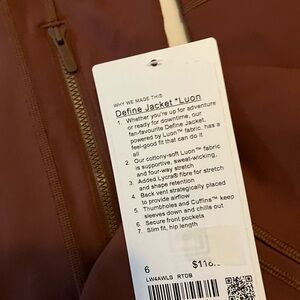 WHY WE MADE THIS
Define Jacket *Luon
1. Whether you're up for adventure
or ready for downtime, our
fan-favourite Define Jacket,
powered by Luon™ fabric, has a
feel-good fit that can do it
all
2. Our cottony-soft Luon™ fabric
is supportive, sweat-wicking,
and four-way stretch
3. Added Lycra® fibre for stretch
and shape retention
4. Back vent strategically placed
to provide airflow
5. Thumbholes and Cuffins™ keep
sleeves down and chills out
6. Secure front pockets
7. Slim fit, hip length
6 $118.
LW4AWLS RTDB